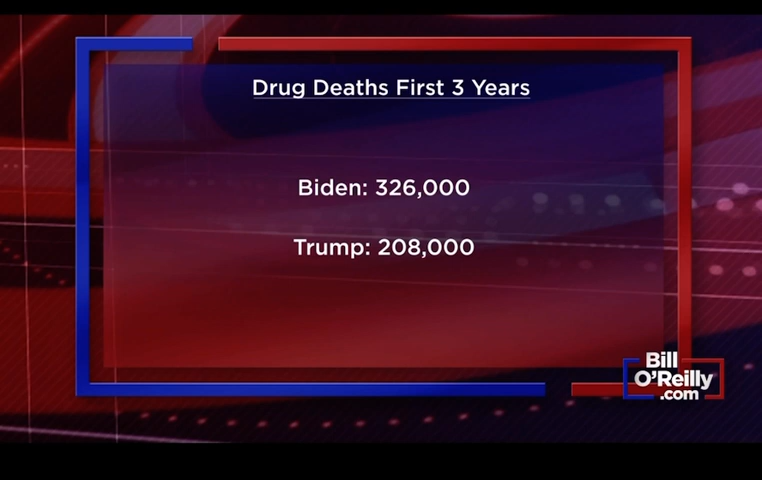 Drug Deaths First 3 Years
Biden: 326,000
Trump: 208,000
Bill
O'Reilly
.com